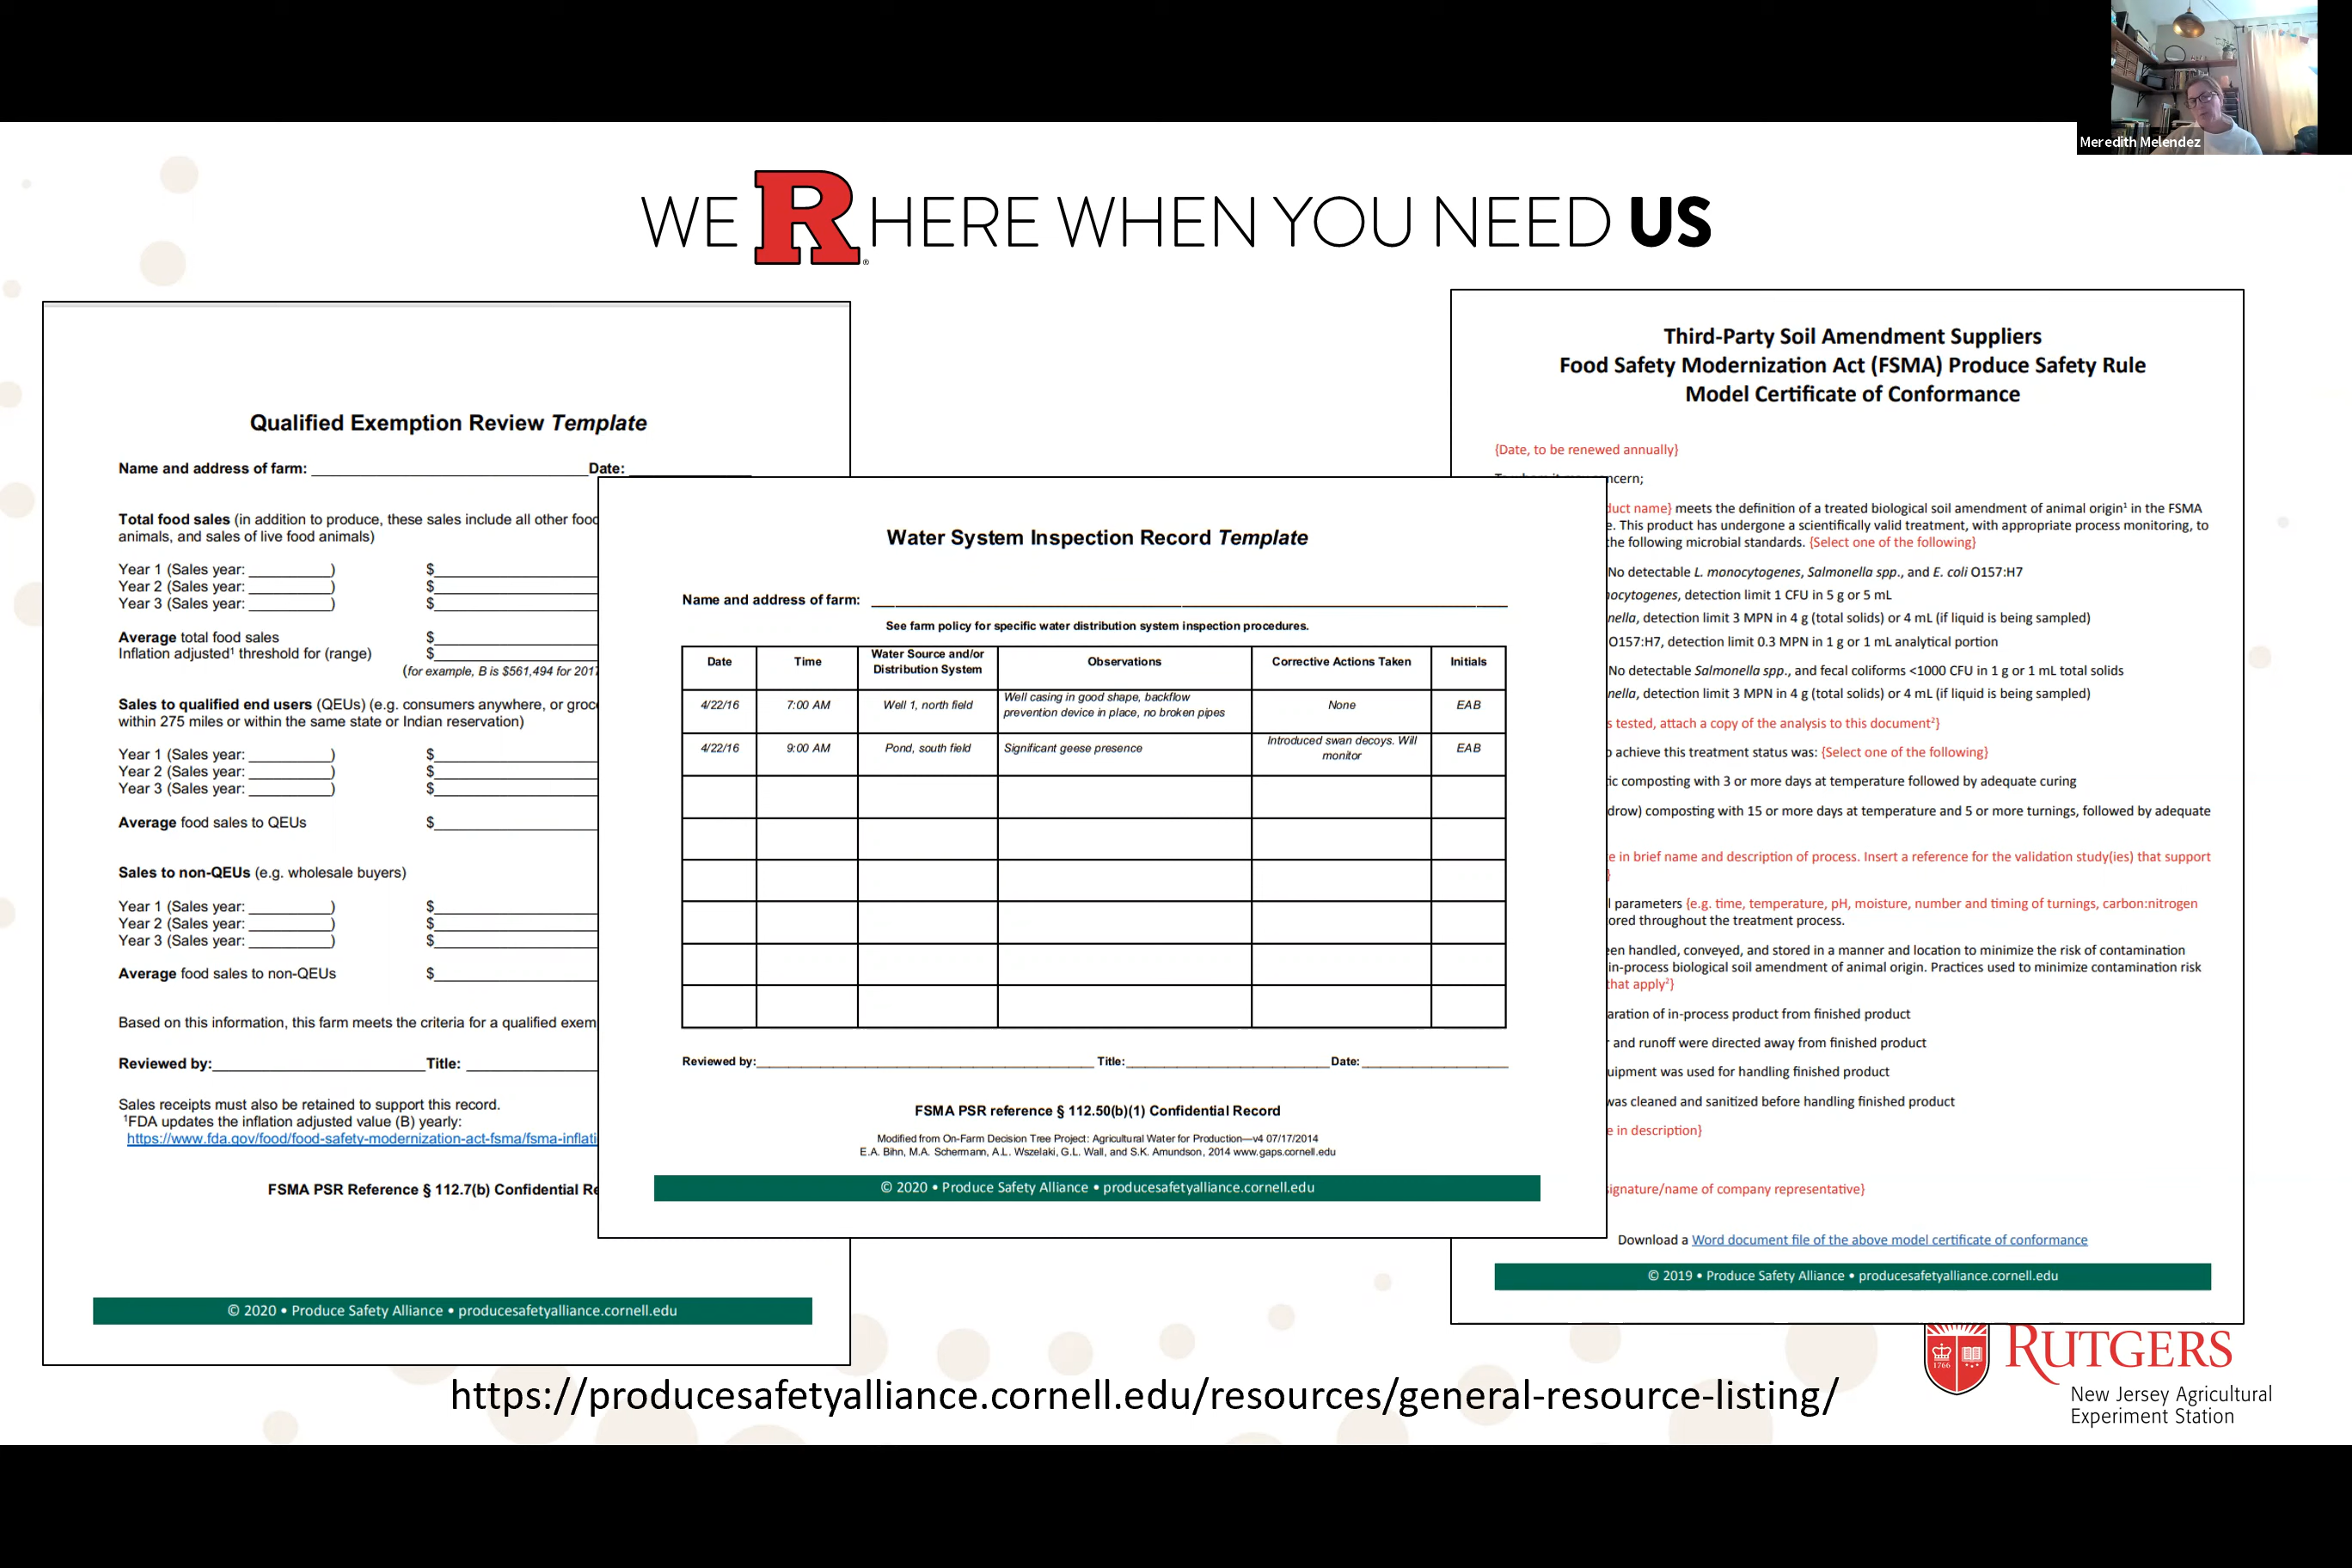 Meredith Melendez
WE R HERE WHEN YOU NEED US
Qualified Exemption Review Template
Name and address of farm: Date:
Total food sales (in addition to produce, these sales include all other food
animals, and sales of live food animals)
Year 1 (Sales year: ) $
Year 2 (Sales year: ) $
Year 3 (Sales year: ) $
Average total food sales $
Inflation adjusted¹ threshold for (range) $
(for example, B is $561,494 for 2017
Sales to qualified end users (QEUs) (e.g. consumers anywhere, or groc
within 275 miles or within the same state or Indian reservation)
Year 1 (Sales year: ) $
Year 2 (Sales year: ) $
Year 3 (Sales year: ) $
Average food sales to QEUs $
Sales to non-QEUs (e.g. wholesale buyers)
Year 1 (Sales year: ) $
Year 2 (Sales year: ) $
Year 3 (Sales year: ) $
Average food sales to non-QEUs $
Based on this information, this farm meets the criteria for a qualified exem
Reviewed by: Title:
Sales receipts must also be retained to support this record.
¹FDA updates the inflation adjusted value (B) yearly:
https://www.fda.gov/food/food-safety-modernization-act-fsma/fsma-inflati
FSMA PSR Reference § 112.7(b) Confidential Re
© 2020 • Produce Safety Alliance • producesafetyalliance.cornell.edu
Water System Inspection Record Template
Name and address of farm:
See farm policy for specific water distribution system inspection procedures.
Date Time Water Source and/or Distribution System Observations Corrective Actions Taken Initials
4/22/16 7:00 AM Well 1, north field Well casing in good shape, backflow prevention device in place, no broken pipes None EAB
4/22/16 9:00 AM Pond, south field Significant geese presence Introduced swan decoys. Will monitor EAB
Reviewed by: Title: Date:
FSMA PSR reference § 112.50(b)(1) Confidential Record
Modified from On-Farm Decision Tree Project: Agricultural Water for Production—v4 07/17/2014
E.A. Bihn, M.A. Schermann, A.L. Wszelaki, G.L. Wall, and S.K. Amundson, 2014 www.gaps.cornell.edu
© 2020 • Produce Safety Alliance • producesafetyalliance.cornell.edu
Third-Party Soil Amendment Suppliers
Food Safety Modernization Act (FSMA) Produce Safety Rule
Model Certificate of Conformance
{Date, to be renewed annually}
ncern;
duct name} meets the definition of a treated biological soil amendment of animal origin¹ in the FSMA
e. This product has undergone a scientifically valid treatment, with appropriate process monitoring, to
the following microbial standards. {Select one of the following}
No detectable L. monocytogenes, Salmonella spp., and E. coli O157:H7
ocytogenes, detection limit 1 CFU in 5 g or 5 mL
nella, detection limit 3 MPN in 4 g (total solids) or 4 mL (if liquid is being sampled)
O157:H7, detection limit 0.3 MPN in 1 g or 1 mL analytical portion
No detectable Salmonella spp., and fecal coliforms <1000 CFU in 1 g or 1 mL total solids
nella, detection limit 3 MPN in 4 g (total solids) or 4 mL (if liquid is being sampled)
s tested, attach a copy of the analysis to this document²}
o achieve this treatment status was: {Select one of the following}
ic composting with 3 or more days at temperature followed by adequate curing
drow) composting with 15 or more days at temperature and 5 or more turnings, followed by adequate
e in brief name and description of process. Insert a reference for the validation study(ies) that support
}
l parameters {e.g. time, temperature, pH, moisture, number and timing of turnings, carbon:nitrogen
ored throughout the treatment process.
en handled, conveyed, and stored in a manner and location to minimize the risk of contamination
in-process biological soil amendment of animal origin. Practices used to minimize contamination risk
that apply²}
aration of in-process product from finished product
r and runoff were directed away from finished product
uipment was used for handling finished product
was cleaned and sanitized before handling finished product
e in description}
signature/name of company representative}
Download a Word document file of the above model certificate of conformance
© 2019 • Produce Safety Alliance • producesafetyalliance.cornell.edu
https://producesafetyalliance.cornell.edu/resources/general-resource-listing/
1766
RUTGERS
New Jersey Agricultural
Experiment Station